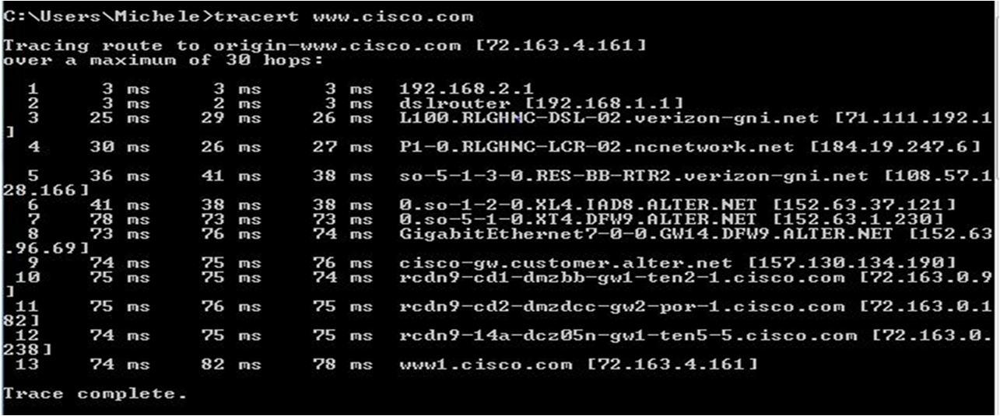 C:\Users\Michele>tracert www.cisco.com
Tracing route to origin-www.cisco.com [72.163.4.161]
over a maximum of 30 hops:
1 3 ms 3 ms 3 ms 192.168.2.1
2 3 ms 2 ms 3 ms dslrouter [192.168.1.1]
3 25 ms 29 ms 26 ms L100.RLGHNC-DSL-02.verizon-gni.net [71.111.192.1
]
4 30 ms 26 ms 27 ms P1-0.RLGHNC-LCR-02.ncnetwork.net [184.19.247.6]
5 36 ms 41 ms 38 ms so-5-1-3-0.RES-BB-RTR2.verizon-gni.net [108.57.1
28.166]
6 41 ms 38 ms 38 ms 0.so-1-2-0.XL4.IAD8.ALTER.NET [152.63.37.121]
7 78 ms 73 ms 73 ms 0.so-5-1-0.XT4.DFW9.ALTER.NET [152.63.1.230]
8 73 ms 76 ms 74 ms GigabitEthernet7-0-0.GW14.DFW9.ALTER.NET [152.63
.96.69]
9 74 ms 75 ms 76 ms cisco-gw.customer.alter.net [157.130.134.190]
10 75 ms 75 ms 74 ms rcdn9-cd1-dmzbb-gw1-ten2-1.cisco.com [72.163.0.9
]
11 75 ms 76 ms 75 ms rcdn9-cd2-dmzdcc-gw2-por-1.cisco.com [72.163.0.1
82]
12 74 ms 75 ms 75 ms rcdn9-14a-dcz05n-gw1-ten5-5.cisco.com [72.163.0.
238]
13 74 ms 82 ms 78 ms www1.cisco.com [72.163.4.161]
Trace complete.